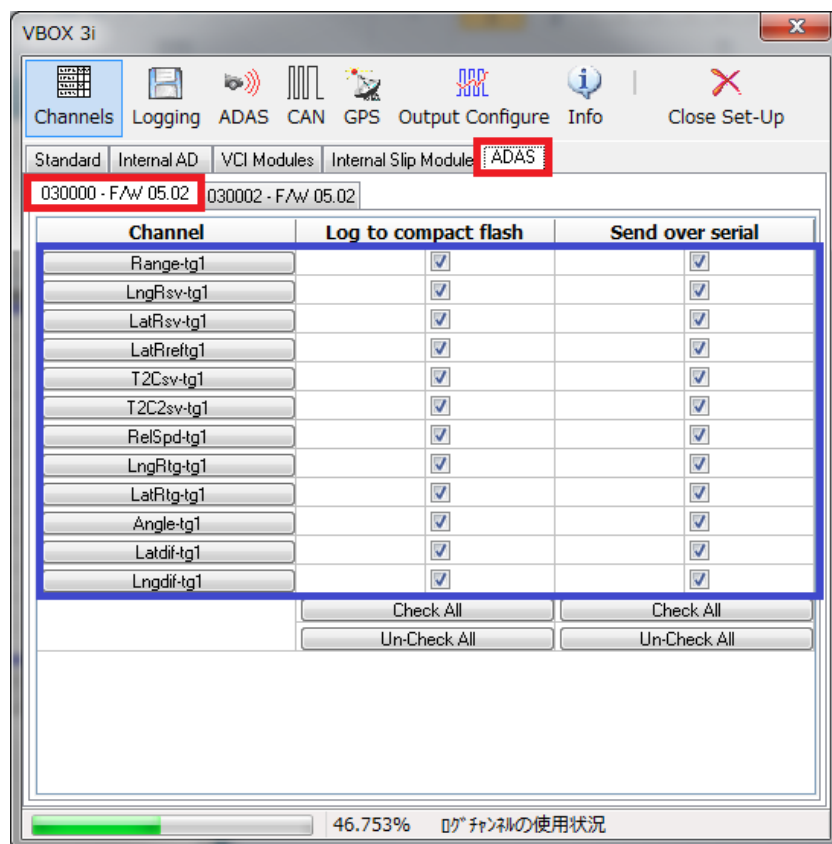 VBOX 3i
Channels Logging ADAS CAN GPS Output Configure Info Close Set-Up
Standard Internal AD VCI Modules Internal Slip Module ADAS
030000 - F/W 05.02 030002 - F/W 05.02
Channel Log to compact flash Send over serial
Range-tg1
LngRsv-tg1
LatRsv-tg1
LatRreftg1
T2Csv-tg1
T2C2sv-tg1
RelSpd-tg1
LngRtg-tg1
LatRtg-tg1
Angle-tg1
Latdif-tg1
Lngdif-tg1
Check All Check All
Un-Check All Un-Check All
46.753% ログチャンネルの使用状況